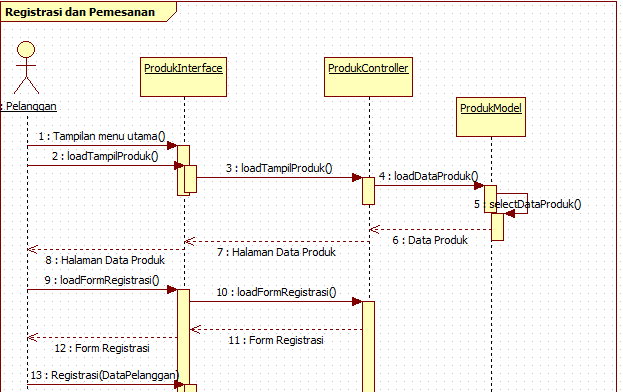 Registrasi dan Pemesanan
ProdukInterface
ProdukController
ProdukModel
: Pelanggan
1 : Tampilan menu utama()
2 : loadTampilProduk()
3 : loadTampilProduk()
4 : loadDataProduk()
5 : selectDataProduk()
6 : Data Produk
7 : Halaman Data Produk
8 : Halaman Data Produk
9 : loadFormRegistrasi()
10 : loadFormRegistrasi()
11 : Form Registrasi
12 : Form Registrasi
13 : Registrasi(DataPelanggan)